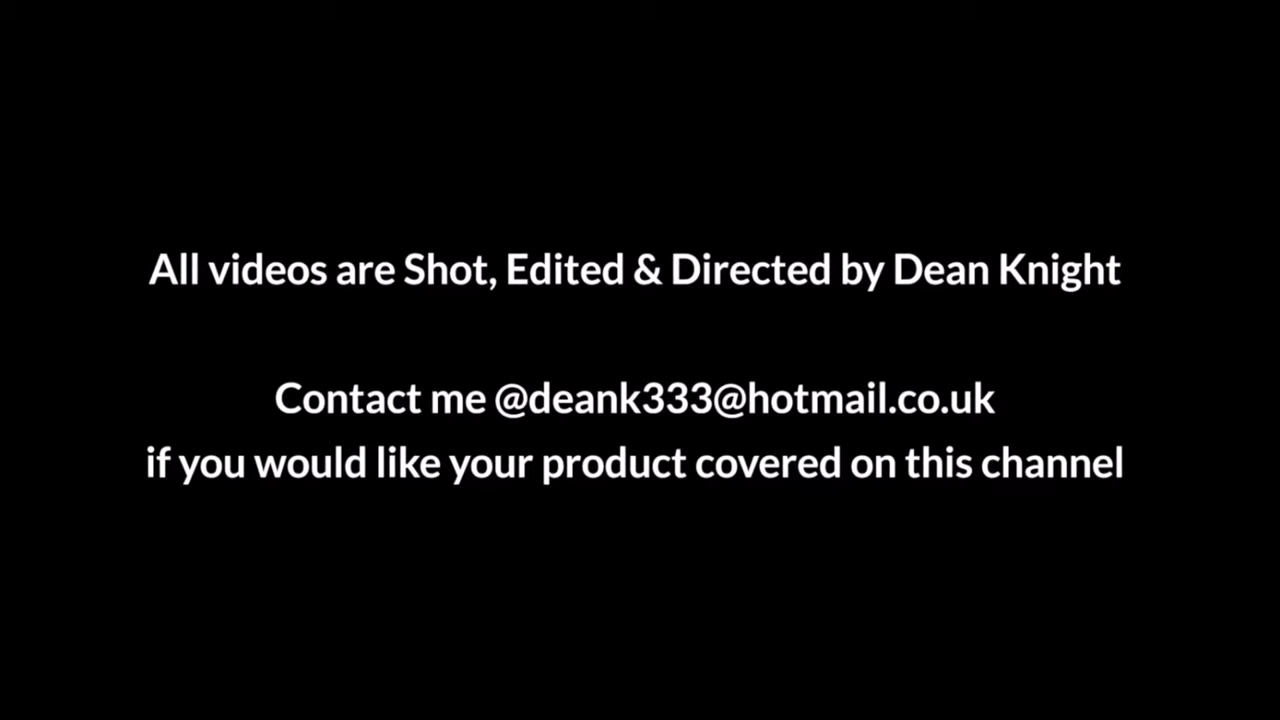 All videos are Shot, Edited & Directed by Dean Knight
Contact me @deank333@hotmail.co.uk
if you would like your product covered on this channel